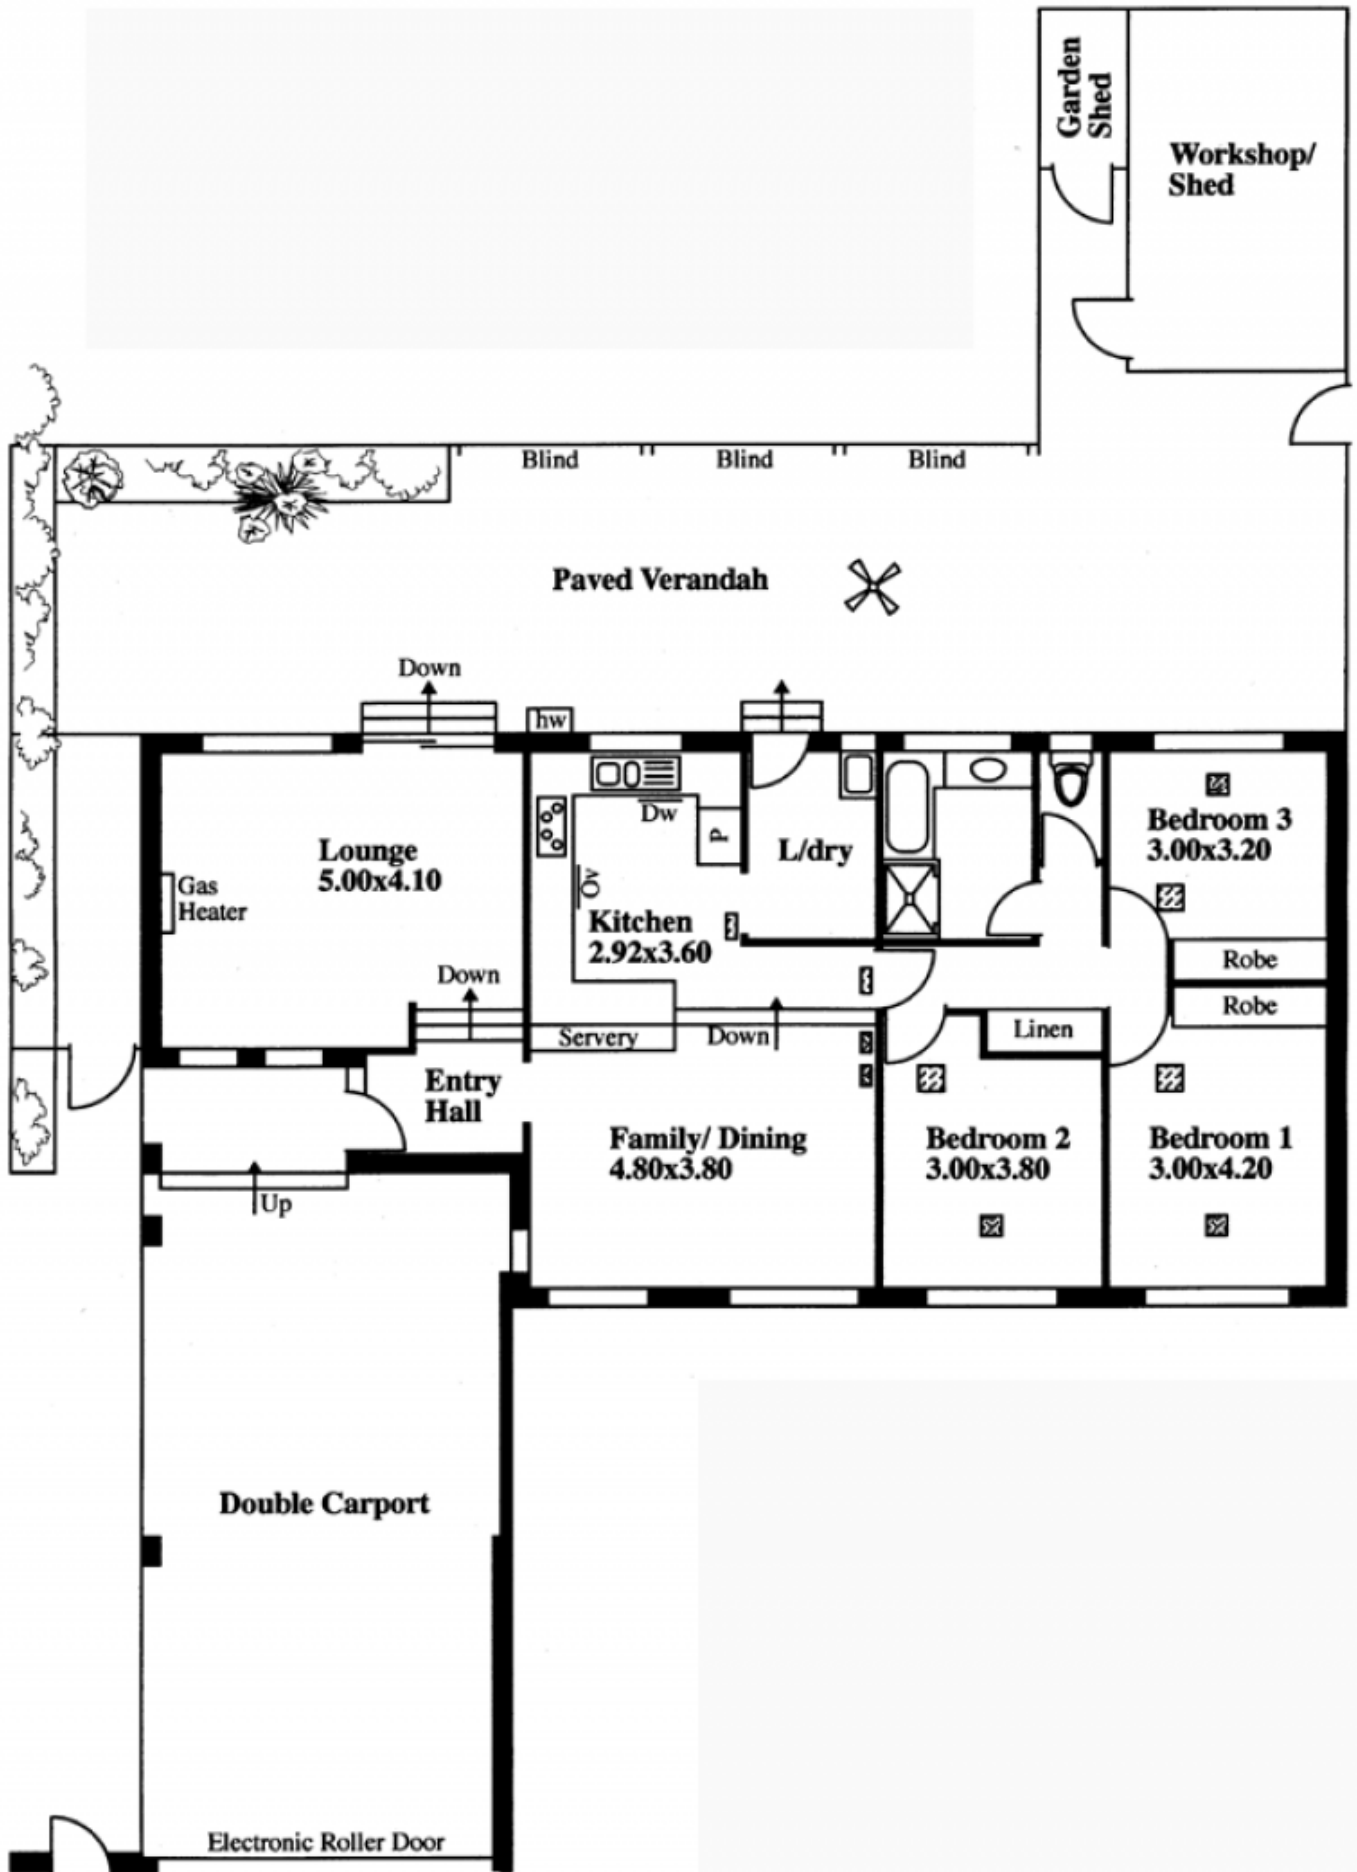 Garden
Shed
Workshop/
Shed
Blind
Blind
Blind
Paved Verandah
Down
hw
Dw
P
L/dry
Bedroom 3
3.00x3.20
Lounge
5.00x4.10
Gas
Heater
Ov
Kitchen
2.92x3.60
Robe
Robe
Down
Servery
Down
Linen
Entry
Hall
Family/ Dining
4.80x3.80
Bedroom 2
3.00x3.80
Bedroom 1
3.00x4.20
Up
Double Carport
Electronic Roller Door